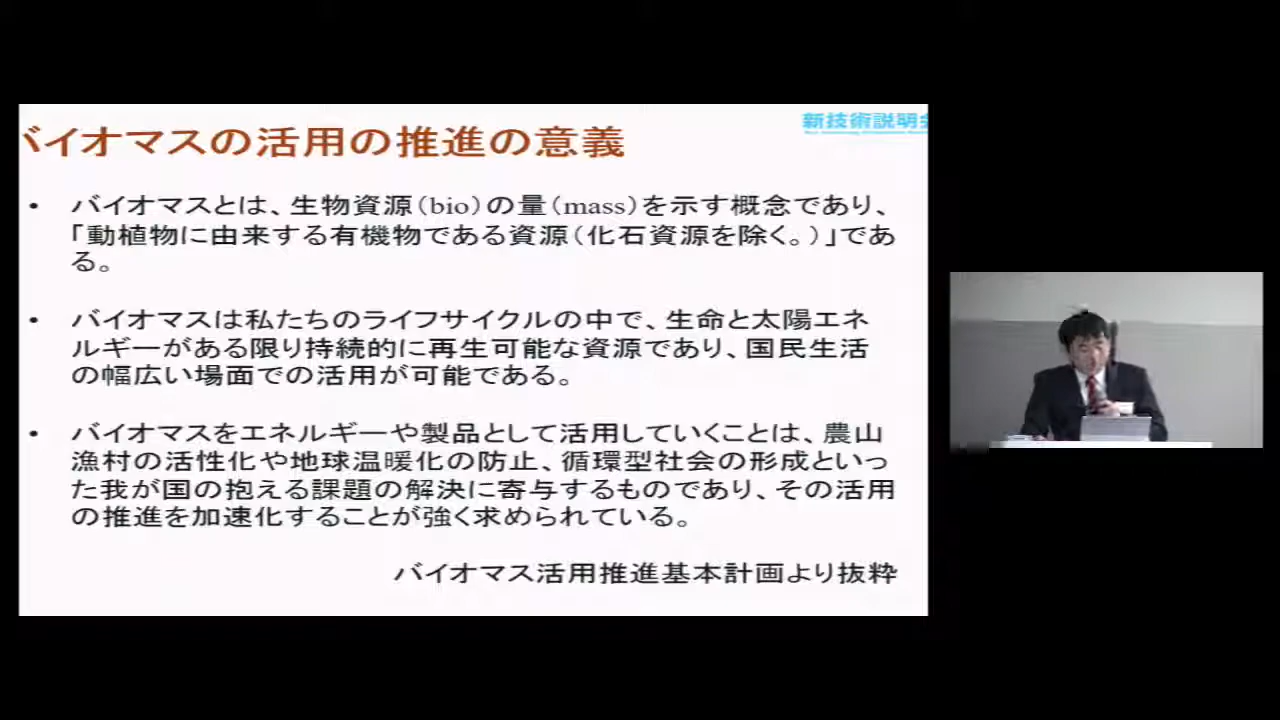 バイオマスの活用の推進の意義
新技術説明会
• バイオマスとは、生物資源（bio）の量（mass）を示す概念であり、
「動植物に由来する有機物である資源（化石資源を除く。）」であ
る。
• バイオマスは私たちのライフサイクルの中で、生命と太陽エネ
ルギーがある限り持続的に再生可能な資源であり、国民生活
の幅広い場面での活用が可能である。
• バイオマスをエネルギーや製品として活用していくことは、農山
漁村の活性化や地球温暖化の防止、循環型社会の形成といっ
た我が国の抱える課題の解決に寄与するものであり、その活用
の推進を加速化することが強く求められている。
バイオマス活用推進基本計画より抜粋